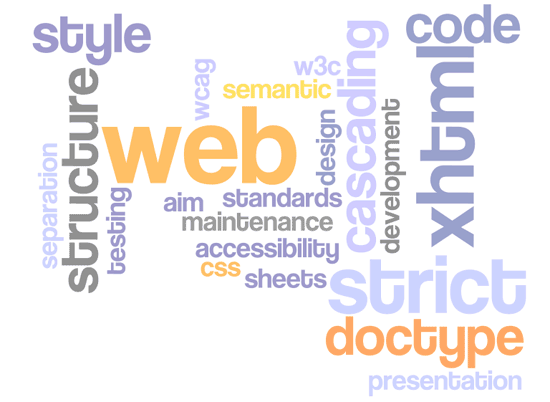 style
code
w3c
semantic
wcag
cascading
xhtml
structure
web
design
development
separation
testing
aim
standards
maintenance
accessibility
css
sheets
strict
doctype
presentation